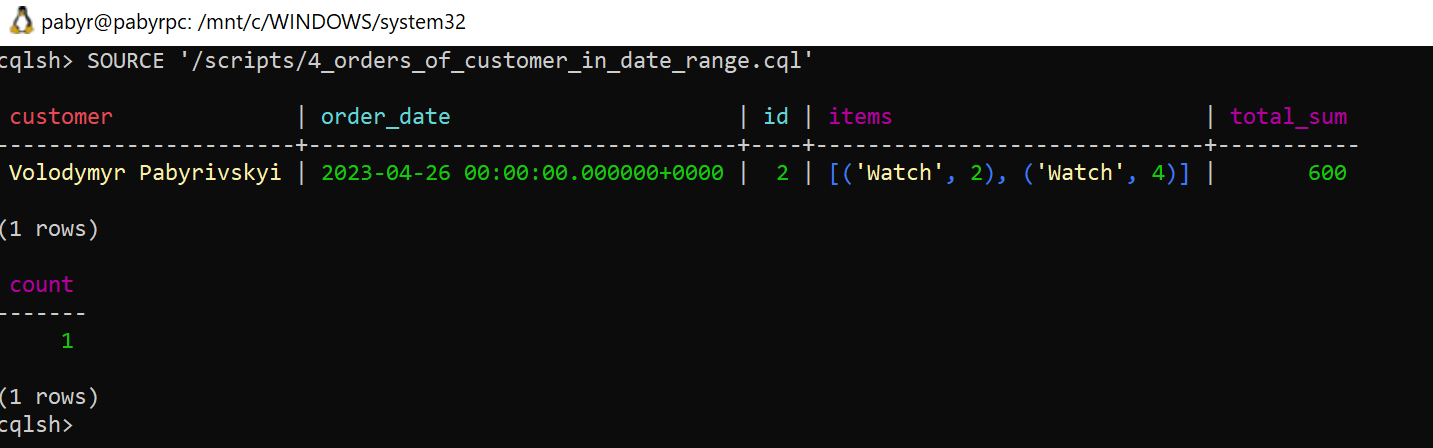 pabyr@pabyrpc: /mnt/c/WINDOWS/system32
cqlsh> SOURCE '/scripts/4_orders_of_customer_in_date_range.cql'
customer | order_date | id | items | total_sum
----------------------+---------------------------------+----+------------------------------+-----------
Volodymyr Pabyrivskyi | 2023-04-26 00:00:00.000000+0000 | 2 | [('Watch', 2), ('Watch', 4)] | 600
(1 rows)
count
-------
1
(1 rows)
cqlsh>